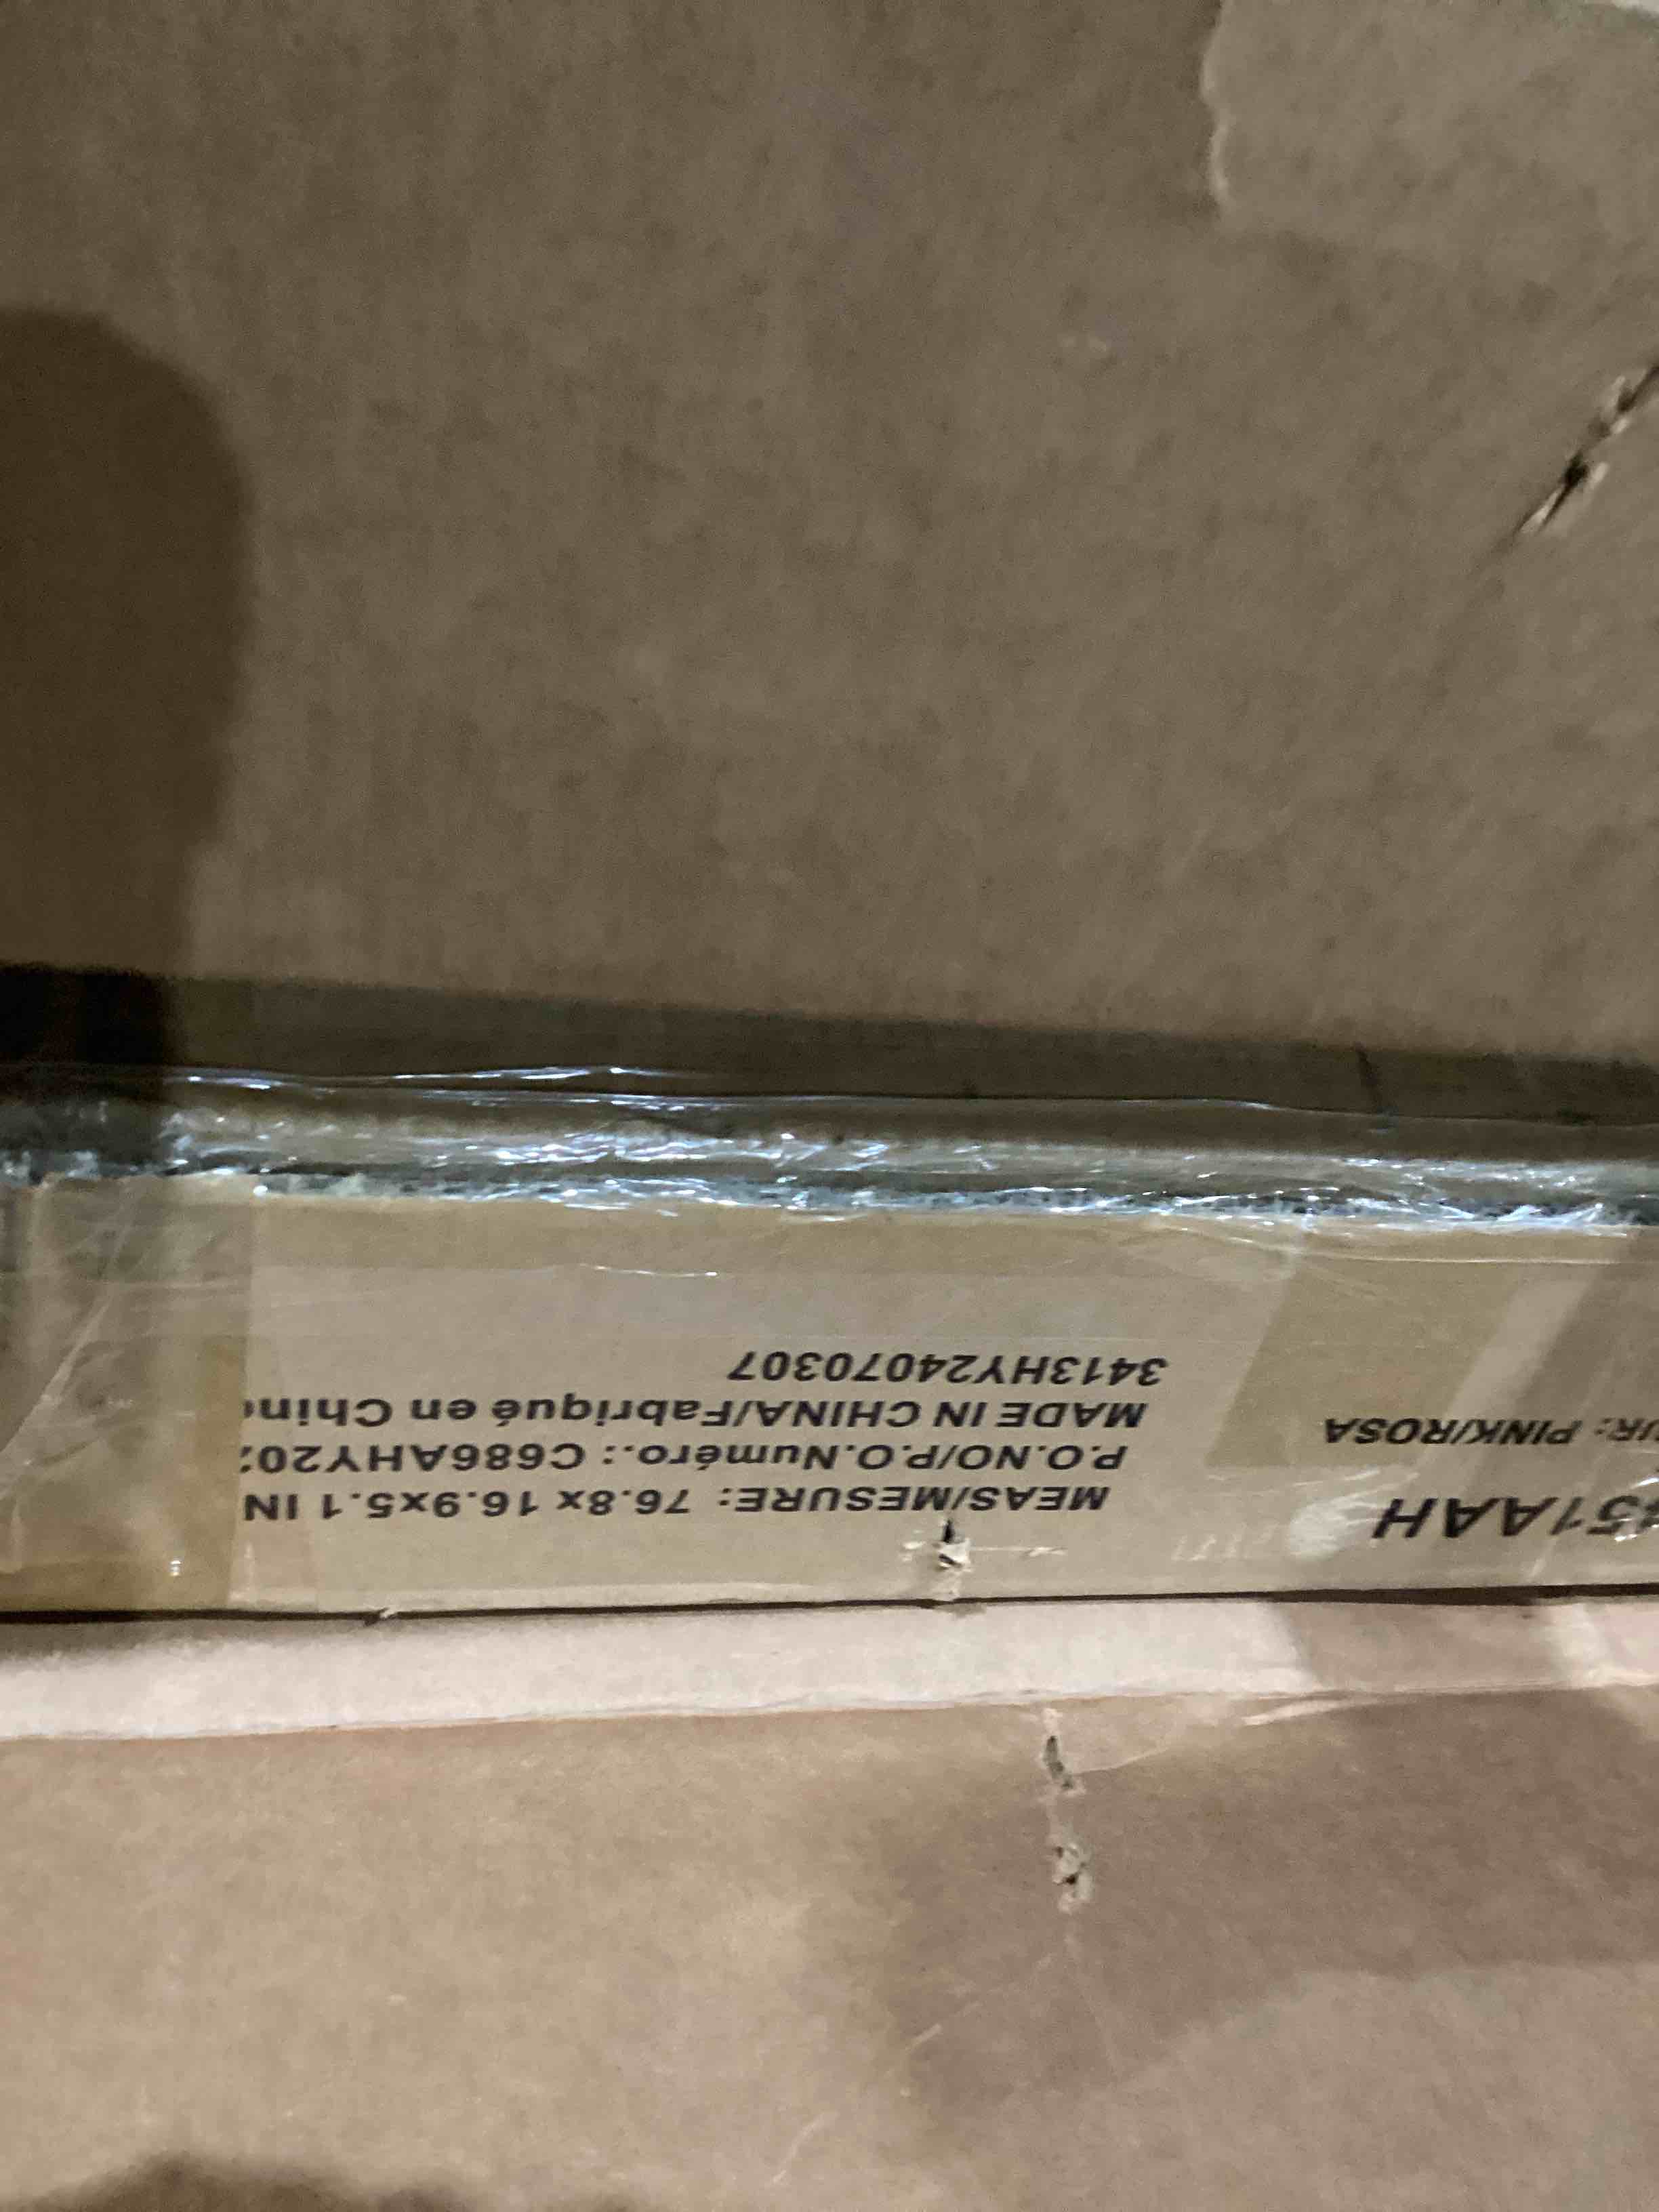 451AAH
UR: PINK/ROSA
MEAS/MESURE: 76.8x 16.9x5.1 IN
P.O.NO/P.O.Numéro.: C686AHY20
MADE IN CHINA/Fabriqué en Chin
3413HY24070307